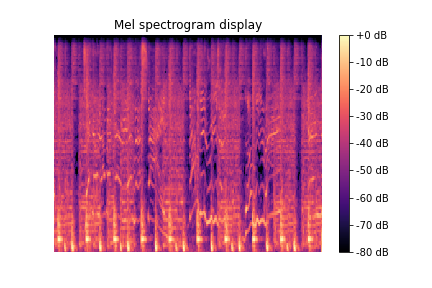 Mel spectrogram display
+0 dB
-10 dB
-20 dB
-30 dB
-40 dB
-50 dB
-60 dB
-70 dB
-80 dB